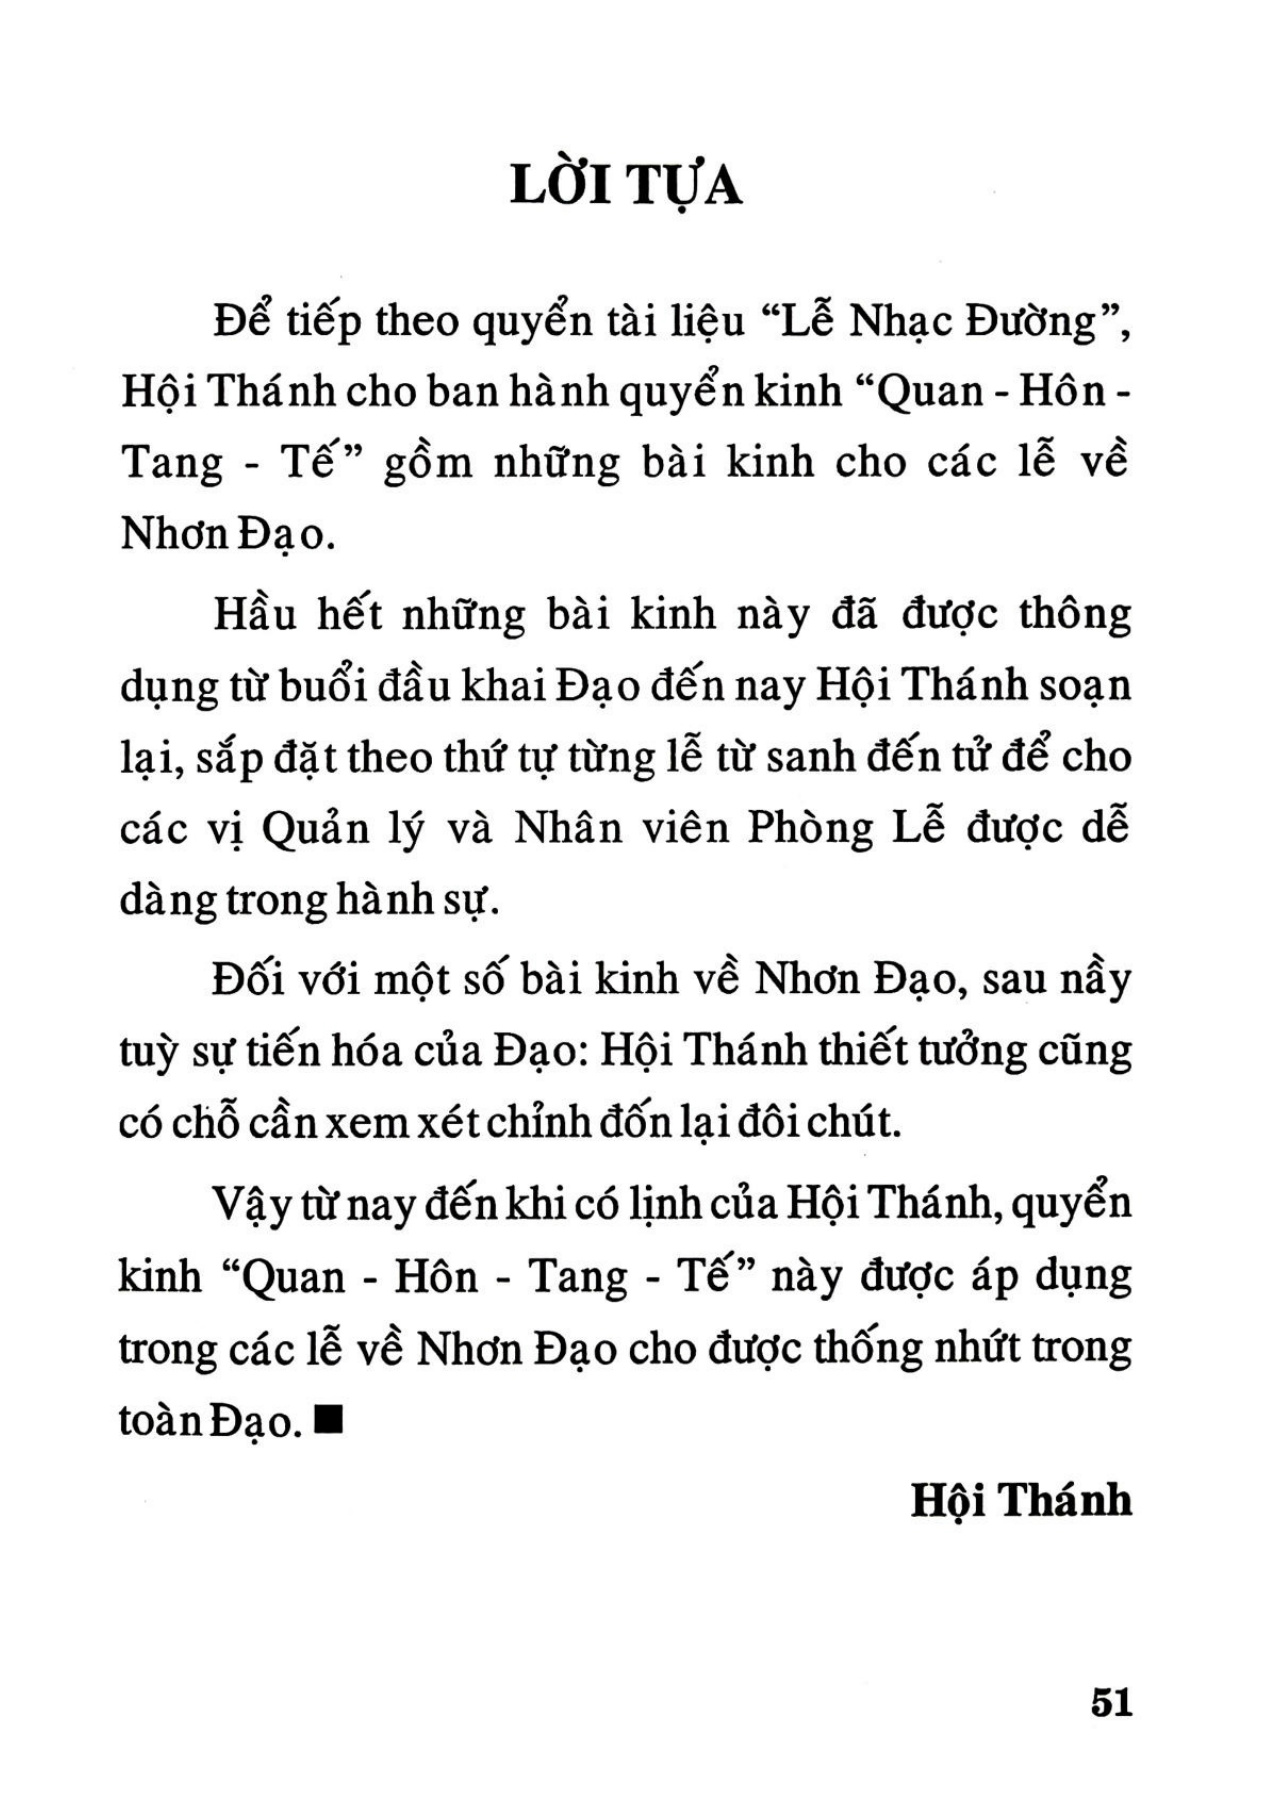 LỜI TỰA
Để tiếp theo quyển tài liệu “Lễ Nhạc Đường”,
Hội Thánh cho ban hành quyển kinh “Quan - Hôn -
Tang - Tế” gồm những bài kinh cho các lễ về
Nhơn Đạo.
Hầu hết những bài kinh này đã được thông
dụng từ buổi đầu khai Đạo đến nay Hội Thánh soạn
lại, sắp đặt theo thứ tự từng lễ từ sanh đến tử để cho
các vị Quản lý và Nhân viên Phòng Lễ được dễ
dàng trong hành sự.
Đối với một số bài kinh về Nhơn Đạo, sau nầy
tuỳ sự tiến hóa của Đạo: Hội Thánh thiết tưởng cũng
có chỗ cần xem xét chỉnh đốn lại đôi chút.
Vậy từ nay đến khi có lịnh của Hội Thánh, quyển
kinh “Quan - Hôn - Tang - Tế” này được áp dụng
trong các lễ về Nhơn Đạo cho được thống nhứt trong
toàn Đạo. ■
Hội Thánh
51